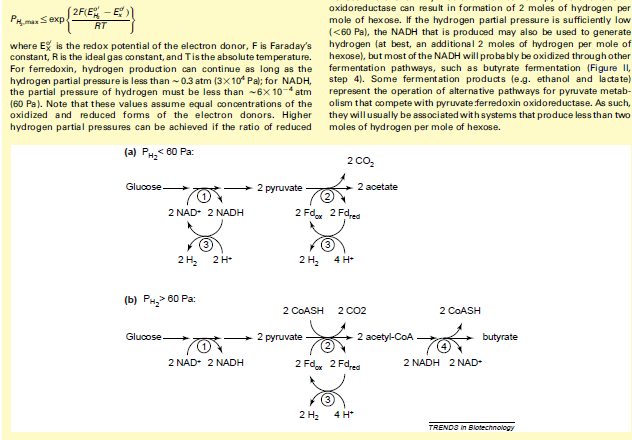 P_H₂,max ≤ exp{2F(E°′_H₂ − E°′_X)/RT}
where E°′_X is the redox potential of the electron donor, F is Faraday's
constant, R is the ideal gas constant, and T is the absolute temperature.
For ferredoxin, hydrogen production can continue as long as the
hydrogen partial pressure is less than ~0.3 atm (3×10⁴ Pa); for NADH,
the partial pressure of hydrogen must be less than ~6×10⁻⁴ atm
(60 Pa). Note that these values assume equal concentrations of the
oxidized and reduced forms of the electron donors. Higher
hydrogen partial pressures can be achieved if the ratio of reduced
oxidoreductase can result in formation of 2 moles of hydrogen per
mole of hexose. If the hydrogen partial pressure is sufficiently low
(<60 Pa), the NADH that is produced may also be used to generate
hydrogen (at best, an additional 2 moles of hydrogen per mole of
hexose), but most of the NADH will probably be oxidized through other
fermentation pathways, such as butyrate fermentation (Figure II,
step 4). Some fermentation products (e.g. ethanol and lactate)
represent the operation of alternative pathways for pyruvate metab-
olism that compete with pyruvate:ferredoxin oxidoreductase. As such,
they will usually be associated with systems that produce less than two
moles of hydrogen per mole of hexose.
(a) P_H₂< 60 Pa:
2 CO₂
Glucose 1 2 pyruvate 2 2 acetate
2 NAD⁺ 2 NADH 2 Fd_ox 2 Fd_red
3 3
2 H₂ 2 H⁺ 2 H₂ 4 H⁺
(b) P_H₂> 60 Pa:
2 CoASH 2 CO2 2 CoASH
Glucose 1 2 pyruvate 2 2 acetyl-CoA 4 butyrate
2 NAD⁺ 2 NADH 2 Fd_ox 2 Fd_red 2 NADH 2 NAD⁺
3
2 H₂ 4 H⁺
TRENDS in Biotechnology